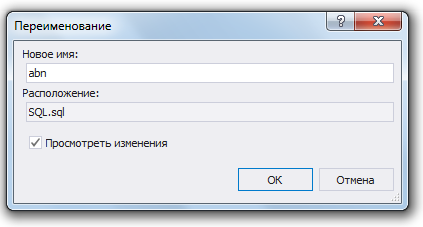 Переименование
Новое имя:
abn
Расположение:
SQL.sql
Просмотреть изменения
ОК
Отмена